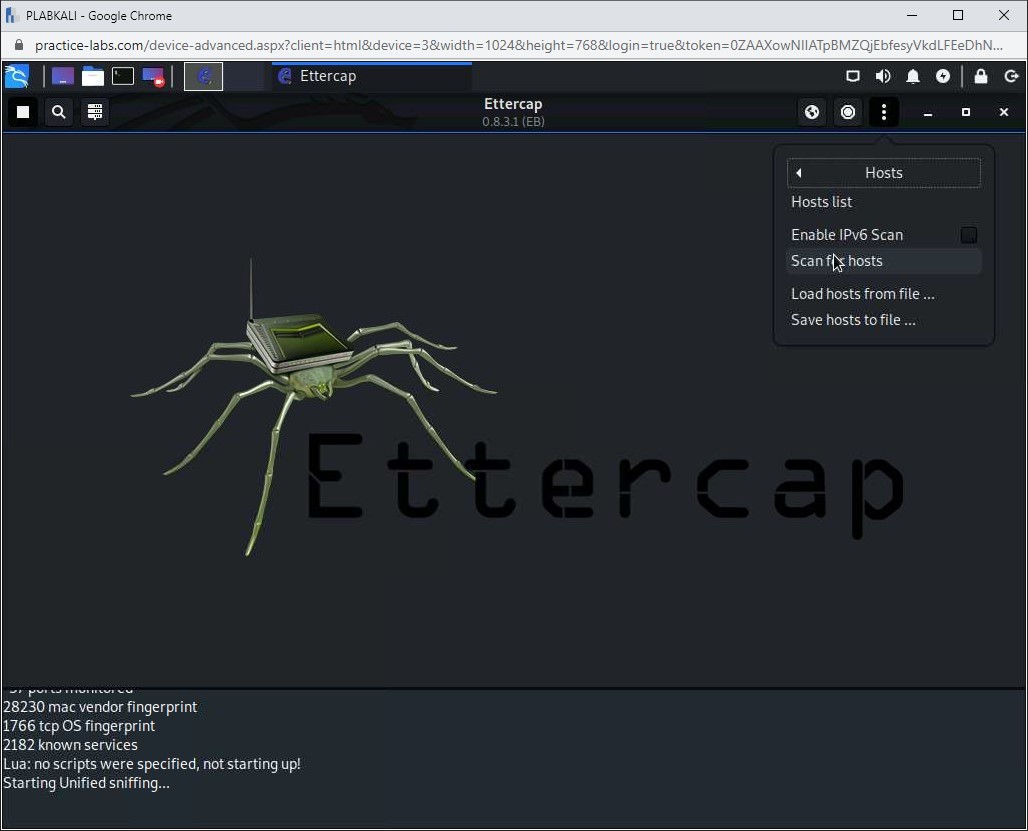 PLABKALI - Google Chrome
practice-labs.com/device-advanced.aspx?client=html&device=3&width=1024&height=768&login=true&token=0ZAAXowNIIATpBMZQjEbfesyVkdLFEeDhN...
Ettercap
Ettercap
0.8.3.1 (EB)
Hosts
Hosts list
Enable IPv6 Scan
Scan for hosts
Load hosts from file ...
Save hosts to file ...
Ettercap
57 ports monitored
28230 mac vendor fingerprint
1766 tcp OS fingerprint
2182 known services
Lua: no scripts were specified, not starting up!
Starting Unified sniffing...